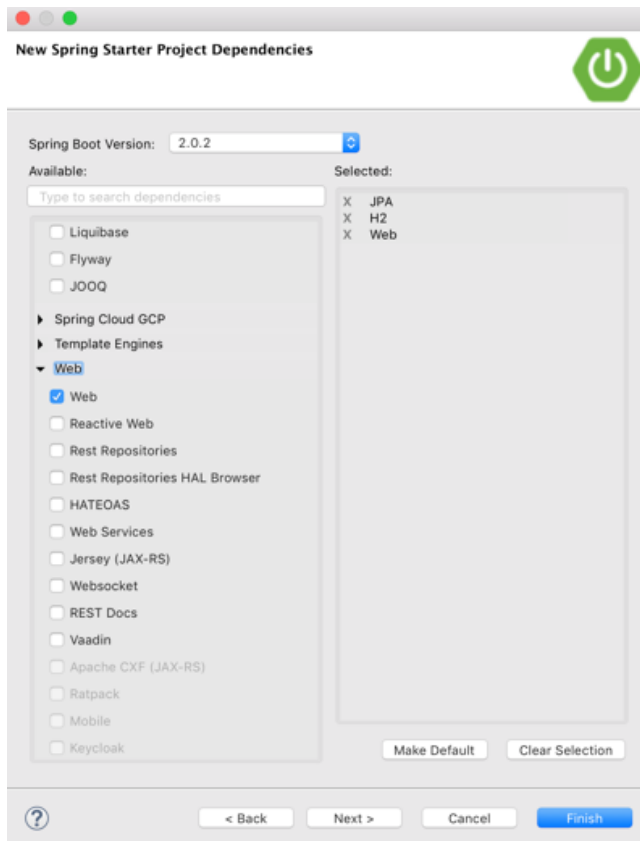 New Spring Starter Project Dependencies
Spring Boot Version: 2.0.2
Available:
Type to search dependencies
Liquibase
Flyway
JOOQ
Spring Cloud GCP
Template Engines
Web
Web
Reactive Web
Rest Repositories
Rest Repositories HAL Browser
HATEOAS
Web Services
Jersey (JAX-RS)
Websocket
REST Docs
Vaadin
Apache CXF (JAX-RS)
Ratpack
Mobile
Keycloak
Selected:
X JPA
X H2
X Web
Make Default Clear Selection
? < Back Next > Cancel Finish